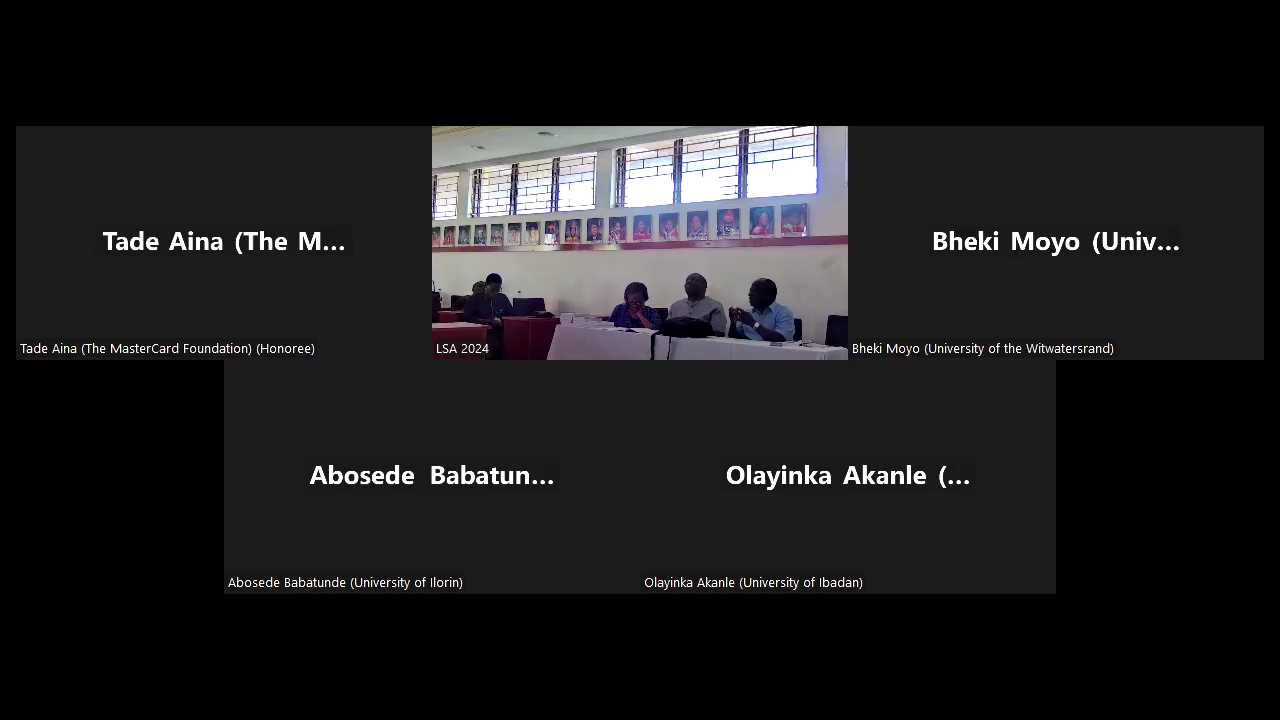 Tade Aina (The M...
Tade Aina (The MasterCard Foundation) (Honoree)
LSA 2024
Bheki Moyo (Univ...
Bheki Moyo (University of the Witwatersrand)
Abosede Babatun...
Abosede Babatunde (University of Ilorin)
Olayinka Akanle (...
Olayinka Akanle (University of Ibadan)